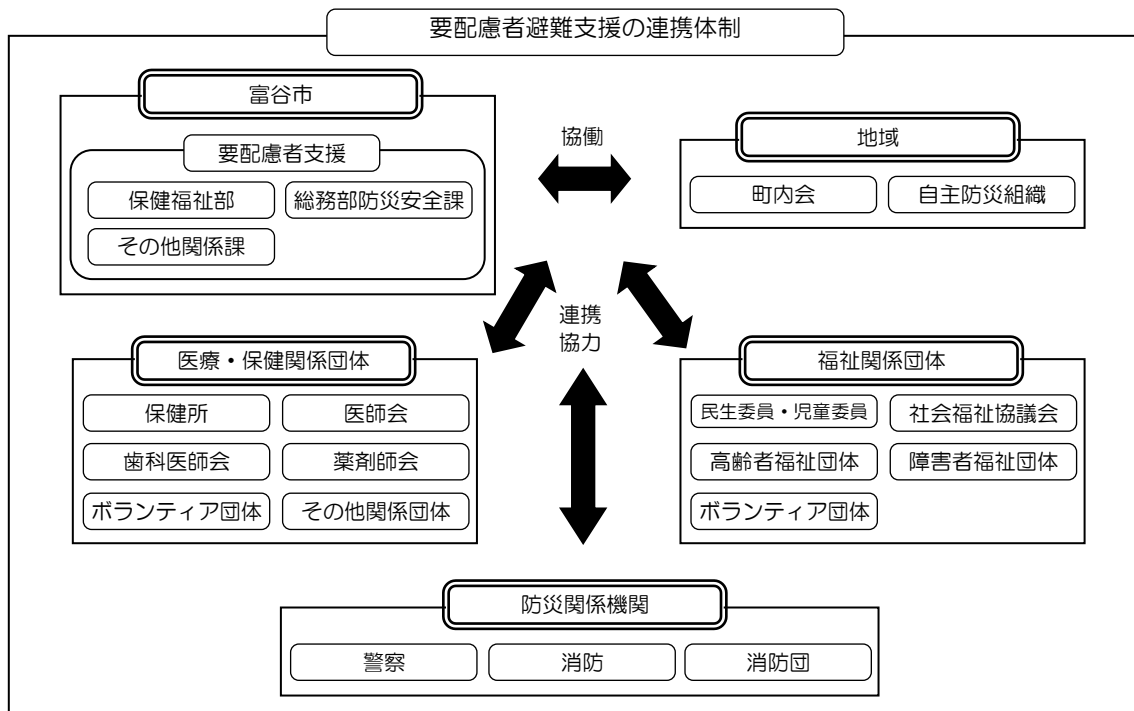 要配慮者避難支援の連携体制
富谷市
要配慮者支援
保健福祉部
総務部防災安全課
その他関係課
協働
地域
町内会
自主防災組織
連携
協力
医療・保健関係団体
保健所
医師会
歯科医師会
薬剤師会
ボランティア団体
その他関係団体
福祉関係団体
民生委員・児童委員
社会福祉協議会
高齢者福祉団体
障害者福祉団体
ボランティア団体
防災関係機関
警察
消防
消防団